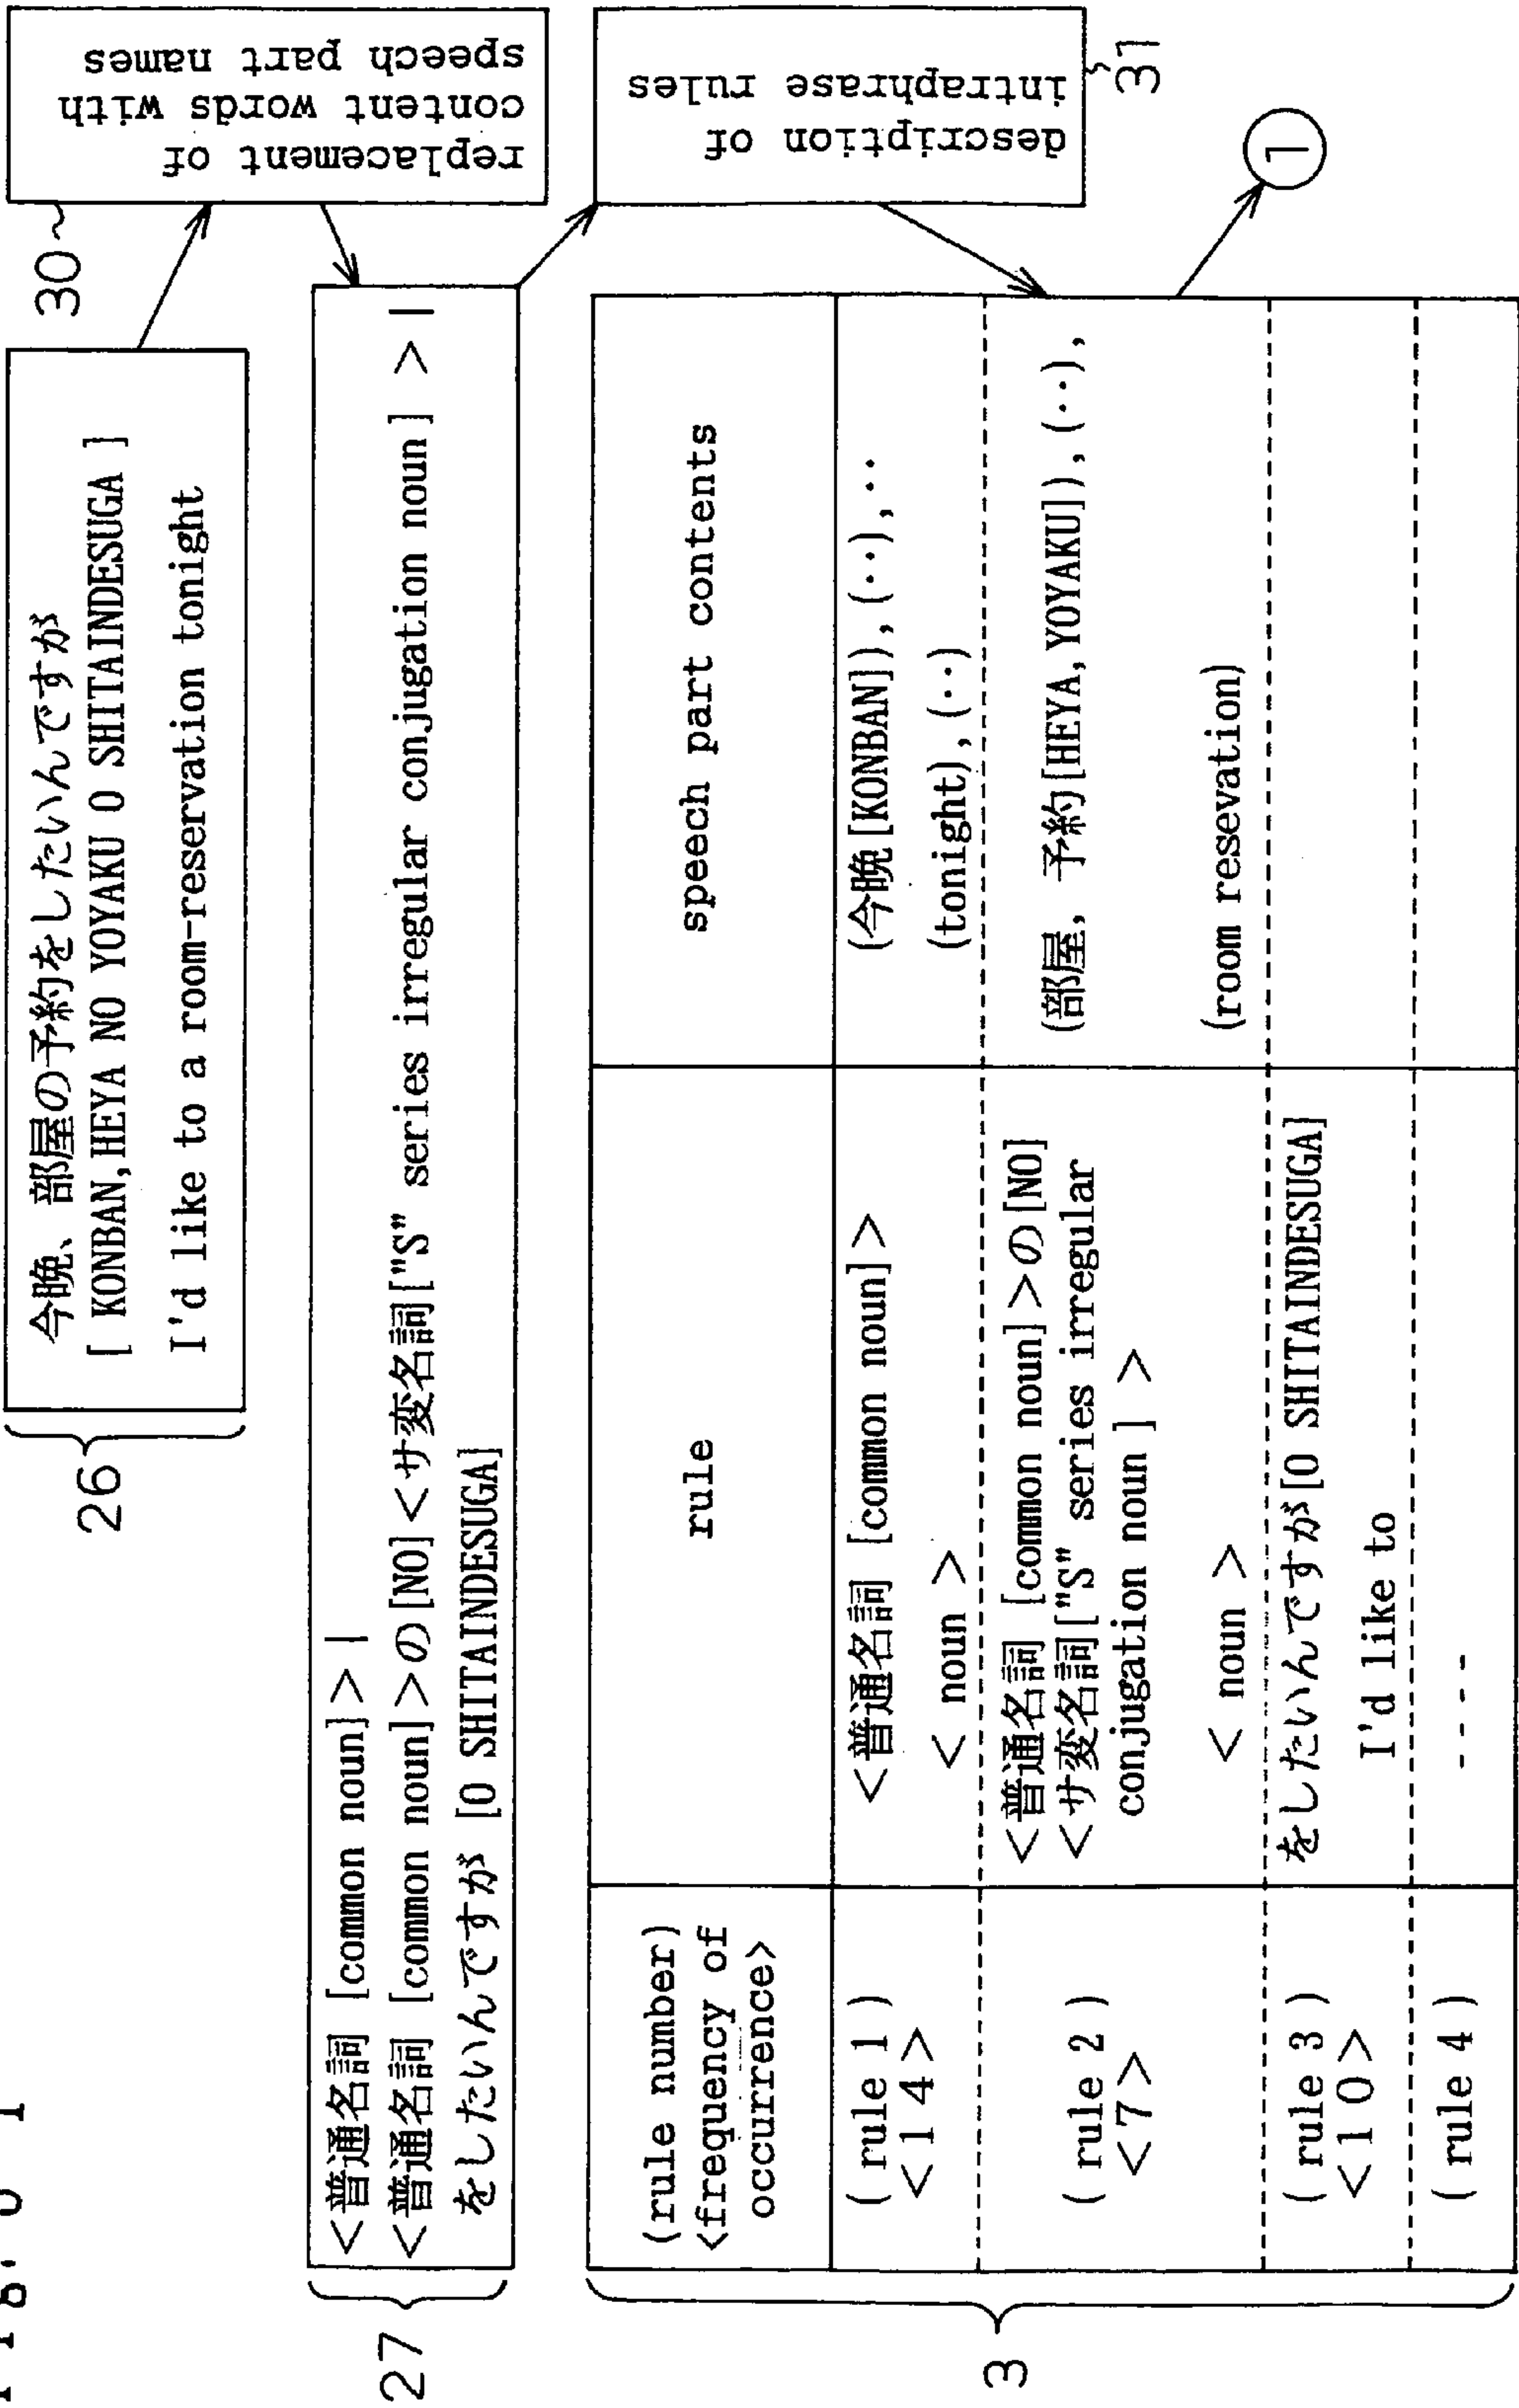 26
今晩、部屋の予約をしたいんですが
[ KONBAN,HEYA NO YOYAKU O SHITAINDESUGA ]
I'd like to a room-reservation tonight
30
replacement of
content words with
speech part names
27
<普通名詞 [common noun]>|
<普通名詞 [common noun]>の[NO]<サ変名詞["S" series irregular conjugation noun] >|
をしたいんですが [O SHITAINDESUGA]
description of
intraphrase rules
31
3
(rule number)
<frequency of
occurrence>
rule
speech part contents
( rule 1 )
<14>
<普通名詞 [common noun]>
< noun >
(今晩[KONBAN]),(··),··
(tonight),(··)
( rule 2 )
<7>
<普通名詞 [common noun]>の[NO]
<サ変名詞["S" series irregular
conjugation noun ] >
< noun >
(部屋, 予約[HEYA,YOYAKU]),(··),
(room resevation)
( rule 3 )
<10>
をしたいんですが[O SHITAINDESUGA]
I'd like to
( rule 4 )
----
1